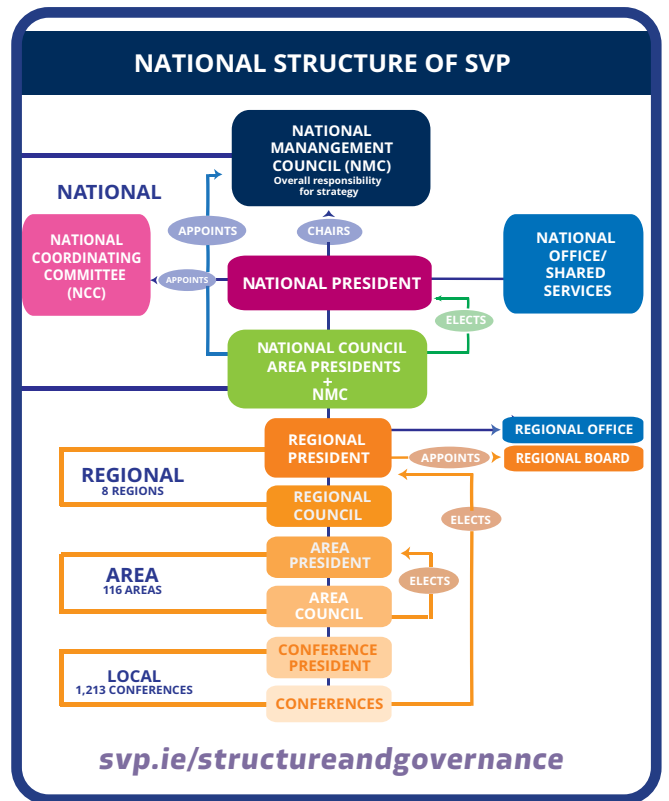 NATIONAL STRUCTURE OF SVP
NATIONAL
MANANGEMENT
COUNCIL (NMC)
Overall responsibility
for strategy
NATIONAL
APPOINTS
CHAIRS
NATIONAL
COORDINATING
COMMITTEE
(NCC)
APPOINTS
NATIONAL PRESIDENT
NATIONAL
OFFICE/
SHARED
SERVICES
ELECTS
NATIONAL COUNCIL
AREA PRESIDENTS
+
NMC
REGIONAL
PRESIDENT
REGIONAL OFFICE
APPOINTS
REGIONAL BOARD
REGIONAL
8 REGIONS
REGIONAL
COUNCIL
ELECTS
AREA
PRESIDENT
AREA
116 AREAS
ELECTS
AREA
COUNCIL
CONFERENCE
PRESIDENT
LOCAL
1,213 CONFERENCES
CONFERENCES
svp.ie/structureandgovernance